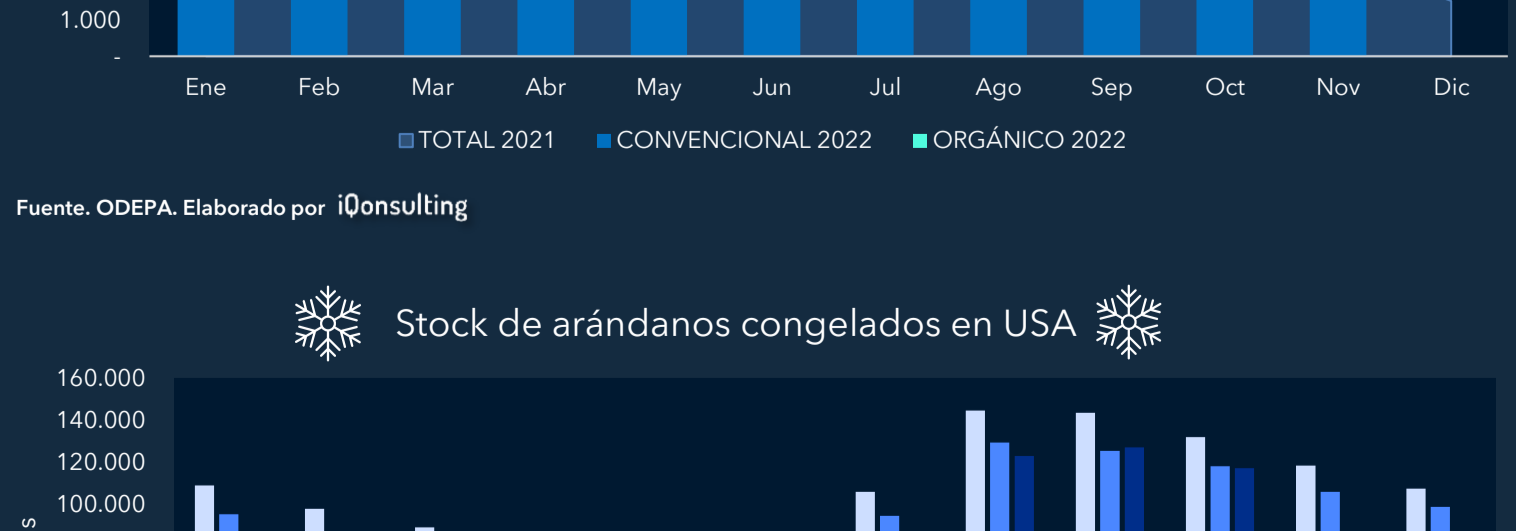 1.000
-
Ene Feb Mar Abr May Jun Jul Ago Sep Oct Nov Dic
TOTAL 2021 CONVENCIONAL 2022 ORGÁNICO 2022
Fuente. ODEPA. Elaborado por iQonsulting
Stock de arándanos congelados en USA
160.000
140.000
120.000
100.000
s